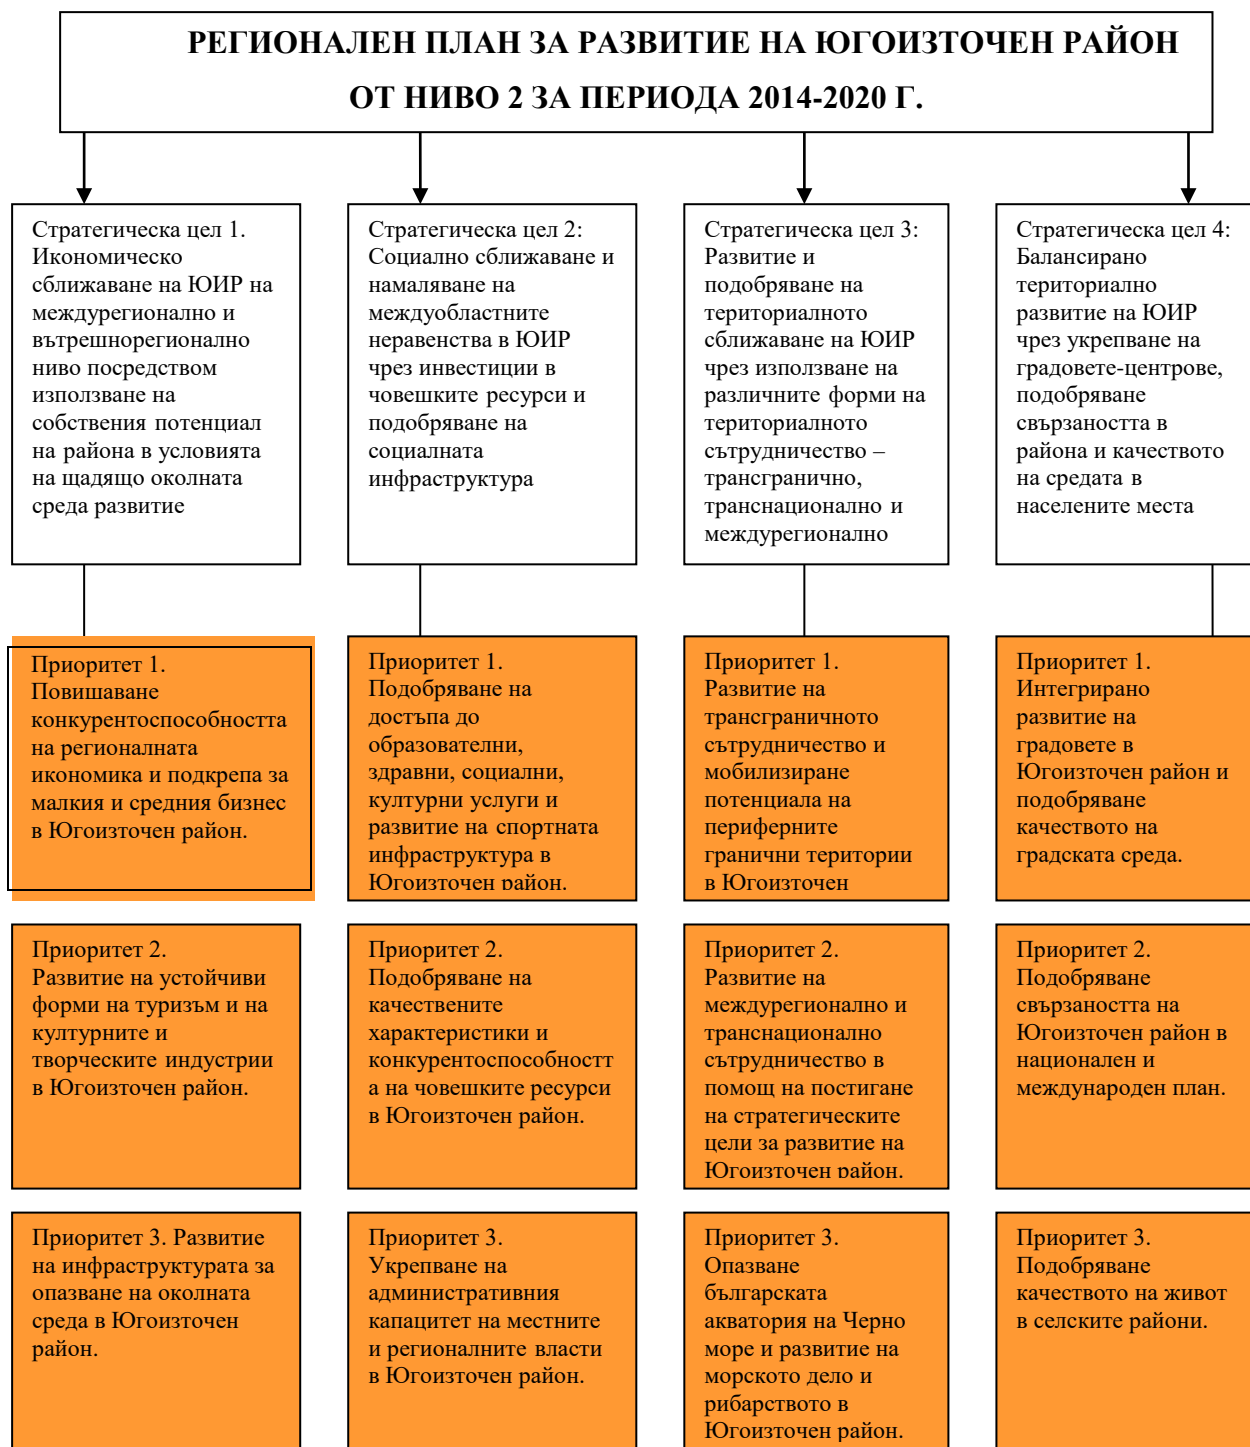 РЕГИОНАЛЕН ПЛАН ЗА РАЗВИТИЕ НА ЮГОИЗТОЧЕН РАЙОН
ОТ НИВО 2 ЗА ПЕРИОДА 2014-2020 Г.
Стратегическа цел 1.
Икономическо
сближаване на ЮИР на
междурегионално и
вътрешнорегионално
ниво посредством
използване на
собствения потенциал
на района в условията
на щадящо околната
среда развитие
Стратегическа цел 2:
Социално сближаване и
намаляване на
междуобластните
неравенства в ЮИР
чрез инвестиции в
човешките ресурси и
подобряване на
социалната
инфраструктура
Стратегическа цел 3:
Развитие и
подобряване на
териториалното
сближаване на ЮИР
чрез използване на
различните форми на
териториалното
сътрудничество –
трансгранично,
транснационално и
междурегионално
Стратегическа цел 4:
Балансирано
територално
развитие на ЮИР
чрез укрепване на
градовете-центрове,
подобряване
свързаността в
района и качеството
на средата в
населените места
Приоритет 1.
Повишаване
конкурентоспособността
на регионалната
икономика и подкрепа за
малкия и средния бизнес
в Югоизточен район.
Приоритет 1.
Подобряване на
достъпа до
образователни,
здравни, социални,
културни услуги и
развитие на спортната
инфраструктура в
Югоизточен район.
Приоритет 1.
Развитие на
трансграничното
сътрудничество и
мобилизиране
потенциала на
периферните
гранични територии
в Югоизточен
Приоритет 1.
Интегрирано
развитие на
градовете в
Югоизточен район и
подобряване
качеството на
градската среда.
Приоритет 2.
Развитие на устойчиви
форми на туризъм и на
културните и
творческите индустрии
в Югоизточен район.
Приоритет 2.
Подобряване на
качествените
характеристики и
конкурентоспособностт
а на човешките ресурси
в Югоизточен район.
Приоритет 2.
Развитие на
междурегионално и
транснационално
сътрудничество в
помощ на постигане
на стратегическите
цели за развитие на
Югоизточен район.
Приоритет 2.
Подобряване
свързаността на
Югоизточен район в
национален и
международен план.
Приоритет 3. Развитие
на инфраструктурата за
опазване на околната
среда в Югоизточен
район.
Приоритет 3.
Укрепване на
административния
капацитет на местните
и регионалните власти
в Югоизточен район.
Приоритет 3.
Опазване
българската
акватория на Черно
море и развитие на
морското дело и
рибарството в
Югоизточен район.
Приоритет 3.
Подобряване
качеството на живот
в селските райони.